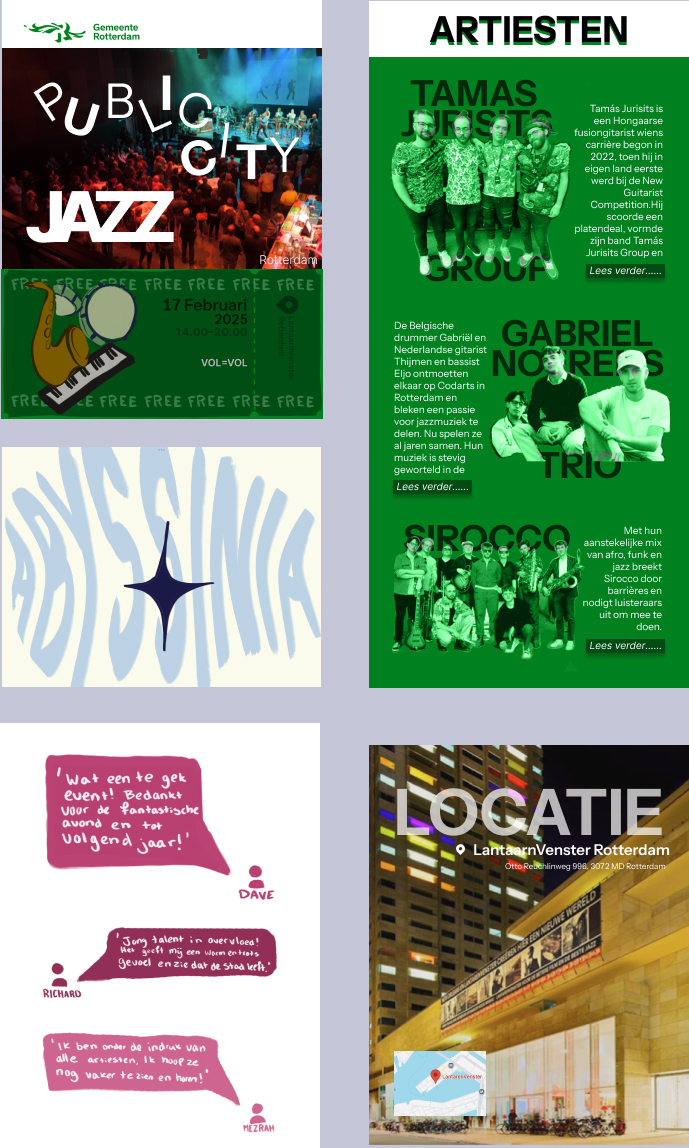 Gemeente
Rotterdam
PUBLIC
CITY
JAZZ
Rotterdam
FREE FREE FREE FREE FREE FREE FREE
17 Februari
2025
14.00-20.00
VOL=VOL
LantarenVenster
Rotterdam
FREE FREE FREE FREE FREE FREE FREE
ABYSSINIA
'Wat een te gek
event! Bedankt
voor de fantastische
avond en tot
volgend jaar!'
DAVE
'Jong talent in overvloed!
Het geeft mij een warm en trots
gevoel en zie dat de stad leeft.'
RICHARD
'Ik ben onder de indruk van
alle artiesten, Ik hoop ze
nog vaker te zien en horen!'
MEZRAH
ARTIESTEN
TAMAS
JURISITS
GROUP
Tamás Jurisits is
een Hongaarse
fusiongitarist wiens
carrière begon in
2022, toen hij in
eigen land eerste
werd bij de New
Guitarist
Competition.Hij
scoorde een
platendeal, vormde
zijn band Tamás
Jurisits Group en
Lees verder......
De Belgische
drummer Gabriël en
Nederlandse gitarist
Thijmen en bassist
Eljo ontmoetten
elkaar op Codarts in
Rotterdam en
bleken een passie
voor jazzmuziek te
delen. Nu spelen ze
al jaren samen. Hun
muziek is stevig
geworteld in de
Lees verder......
GABRIEL
TRIO
SIROCCO
Met hun
aanstekelijke mix
van afro, funk en
jazz breekt
Sirocco door
barrières en
nodigt luisteraars
uit om mee te
doen.
Lees verder......
LOCATIE
LantaarnVenster Rotterdam
Otto Reuchlinweg 996, 3072 MD Rotterdam
CREËREN HIER EEN NIEUWE WERELD
Lantarenvenster